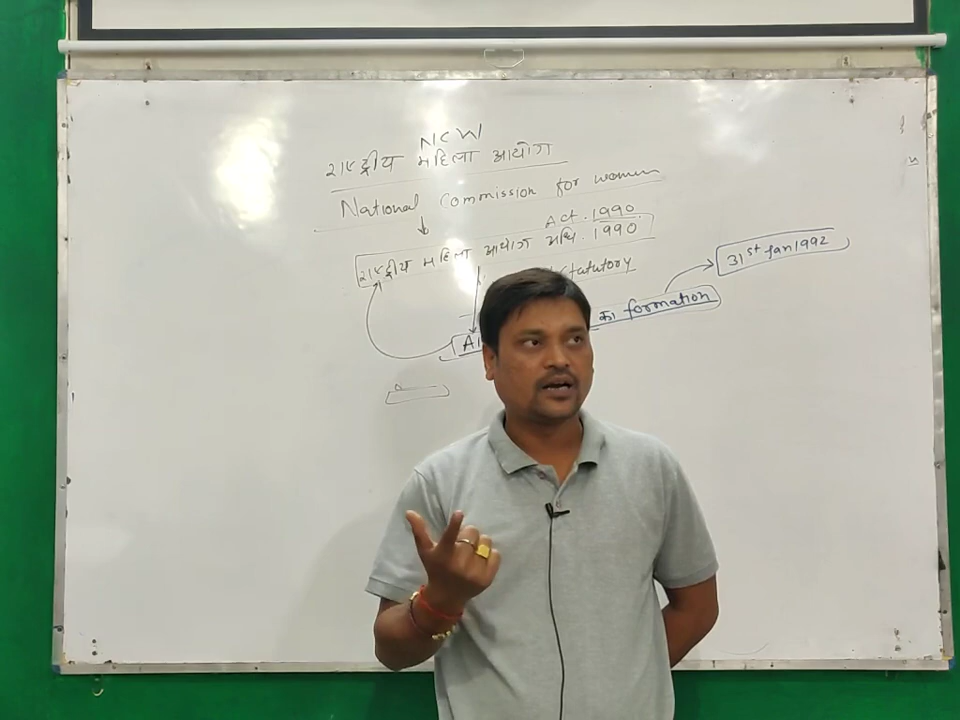 NCW
राष्ट्रीय महिला आयोग
National Commission for women
Act. 1990
राष्ट्रीय महिला आयोग अधि. 1990
Statutory
31st Jan 1992
का formation